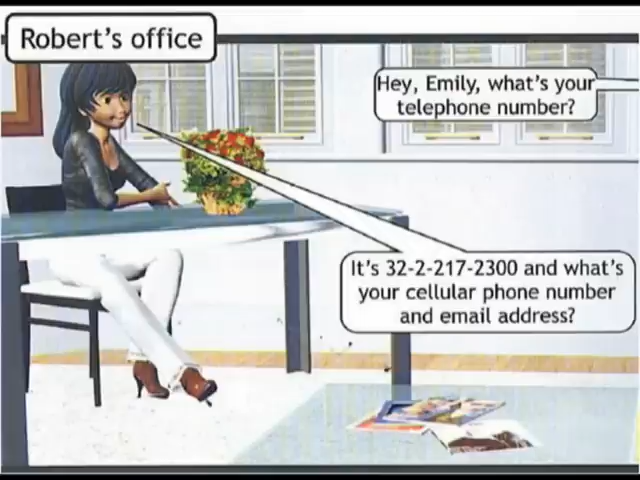 Robert's office
Hey, Emily, what's your
telephone number?
It's 32-2-217-2300 and what's
your cellular phone number
and email address?